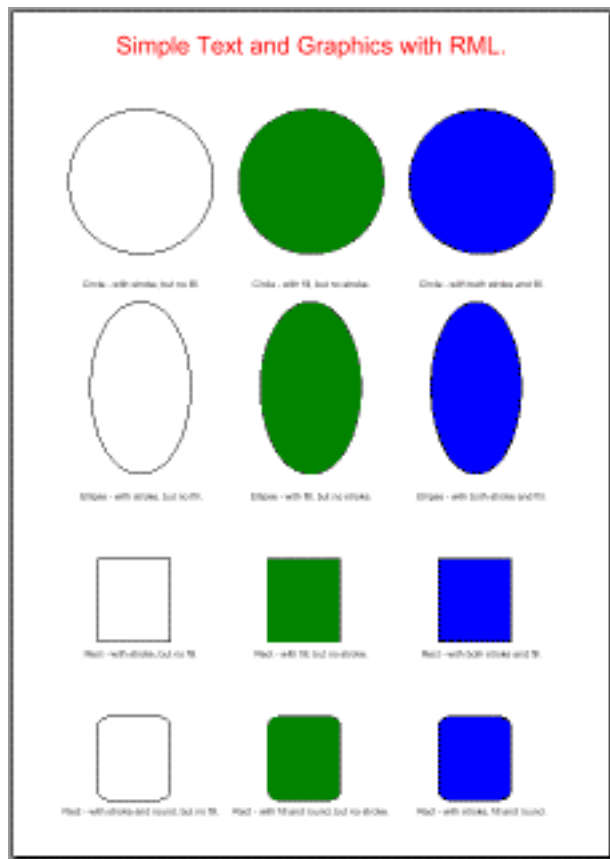 Simple Text and Graphics with RML.
Circle - with stroke, but no fill. Circle - with fill, but no stroke. Circle - with both stroke and fill.
Ellipse - with stroke, but no fill. Ellipse - with fill, but no stroke. Ellipse - with both stroke and fill.
Rect - with stroke, but no fill. Rect - with fill, but no stroke. Rect - with both stroke and fill.
Rect - with stroke and round, but no fill. Rect - with fill and round, but no stroke. Rect - with stroke, fill and round.